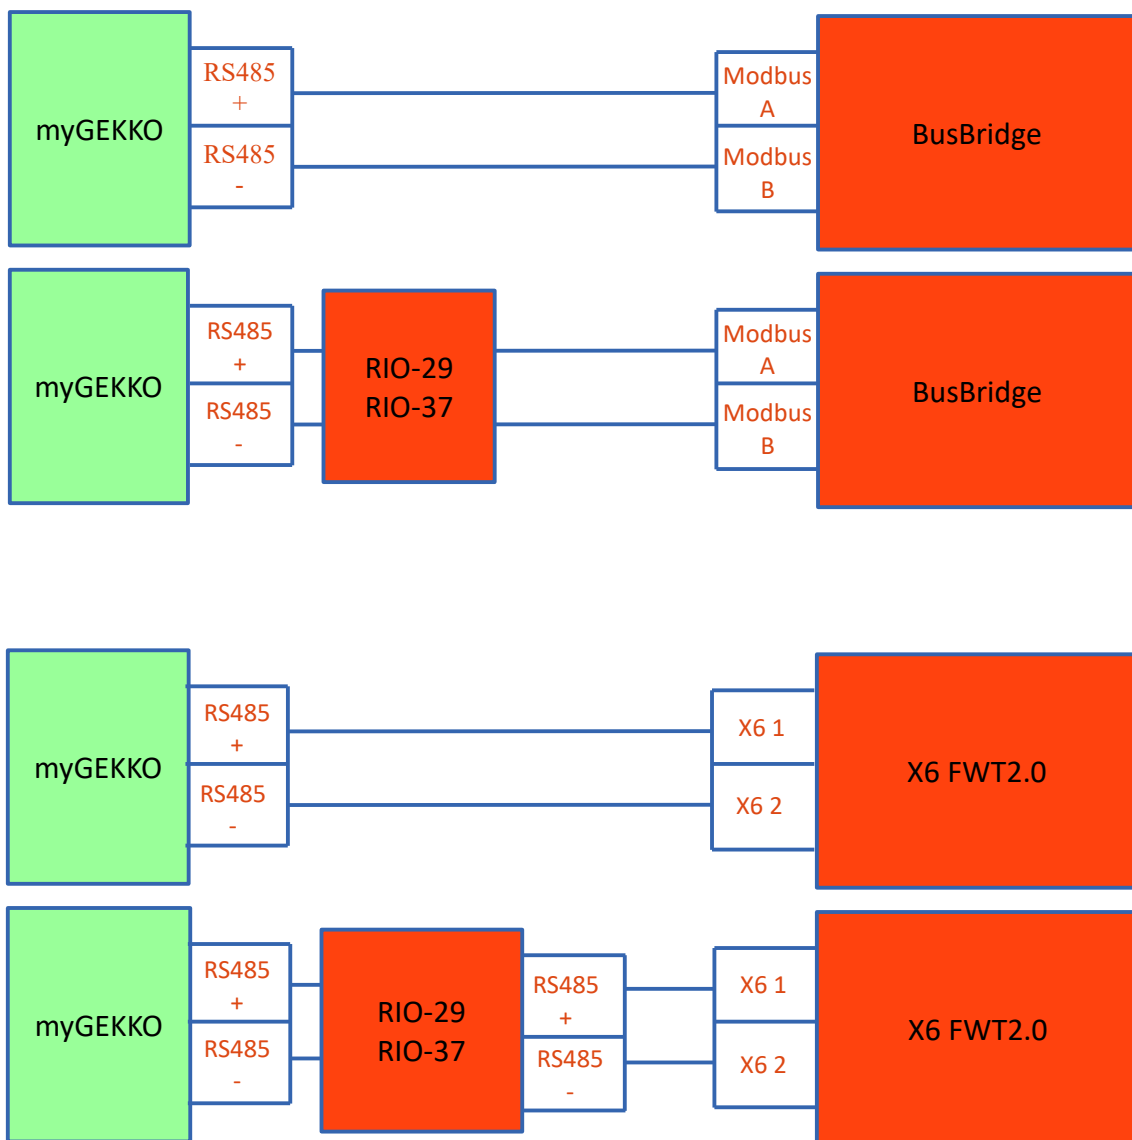 myGEKKO
RS485
+
RS485
-
Modbus
A
Modbus
B
BusBridge
myGEKKO
RS485
+
RS485
-
RIO-29
RIO-37
Modbus
A
Modbus
B
BusBridge
myGEKKO
RS485
+
RS485
-
X6 1
X6 2
X6 FWT2.0
myGEKKO
RS485
+
RS485
-
RIO-29
RIO-37
RS485
+
RS485
-
X6 1
X6 2
X6 FWT2.0